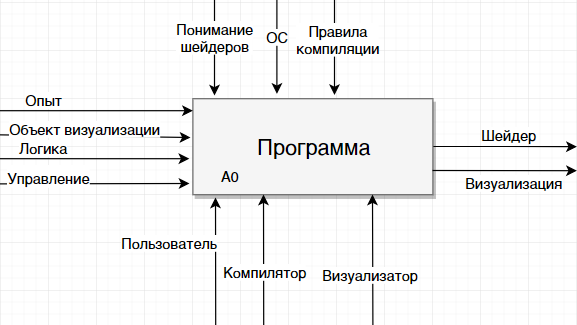 Понимание
шейдеров
ОС
Правила
компиляции
Опыт
Объект визуализации
Логика
Управление
Программа
A0
Шейдер
Визуализация
Пользователь
Компилятор
Визуализатор